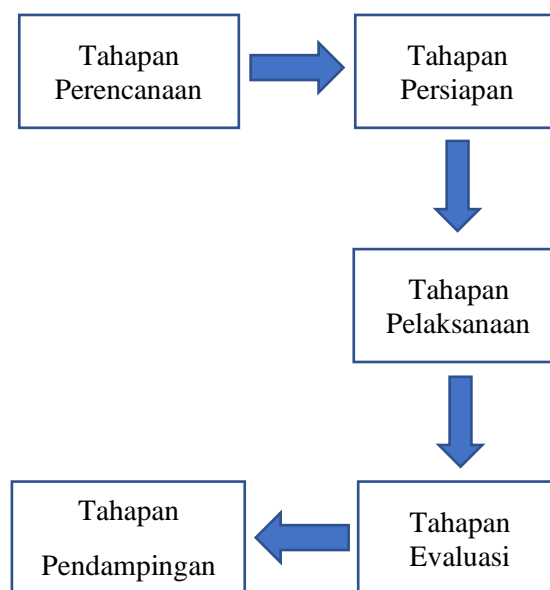 Tahapan
Perencanaan
Tahapan
Persiapan
Tahapan
Pelaksanaan
Tahapan
Evaluasi
Tahapan
Pendampingan